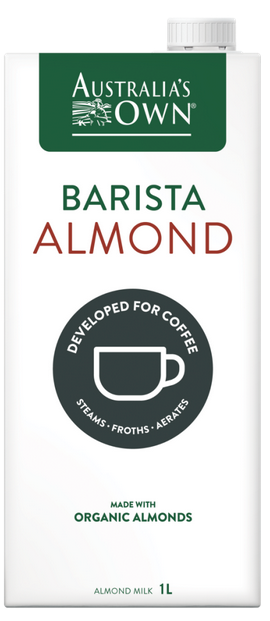 AUSTRALIA'S
OWN®
BARISTA
ALMOND
DEVELOPED FOR COFFEE
STEAMS · FROTHS · AERATES
MADE WITH
ORGANIC ALMONDS
ALMOND MILK 1L